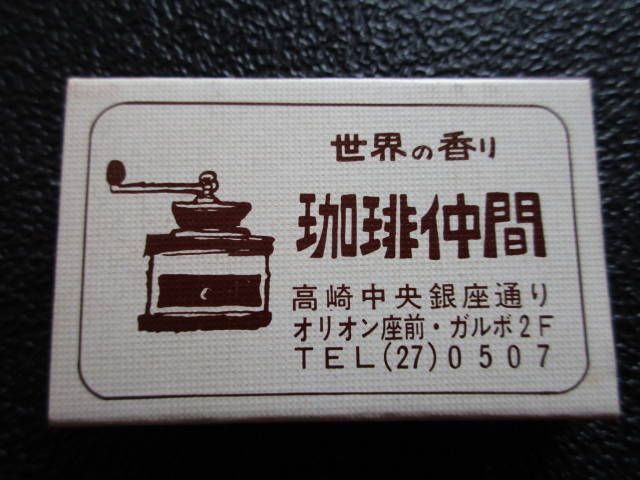 世界の香り
珈琲仲間
高崎中央銀座通り
オリオン座前・ガルボ2F
TEL(27)0507